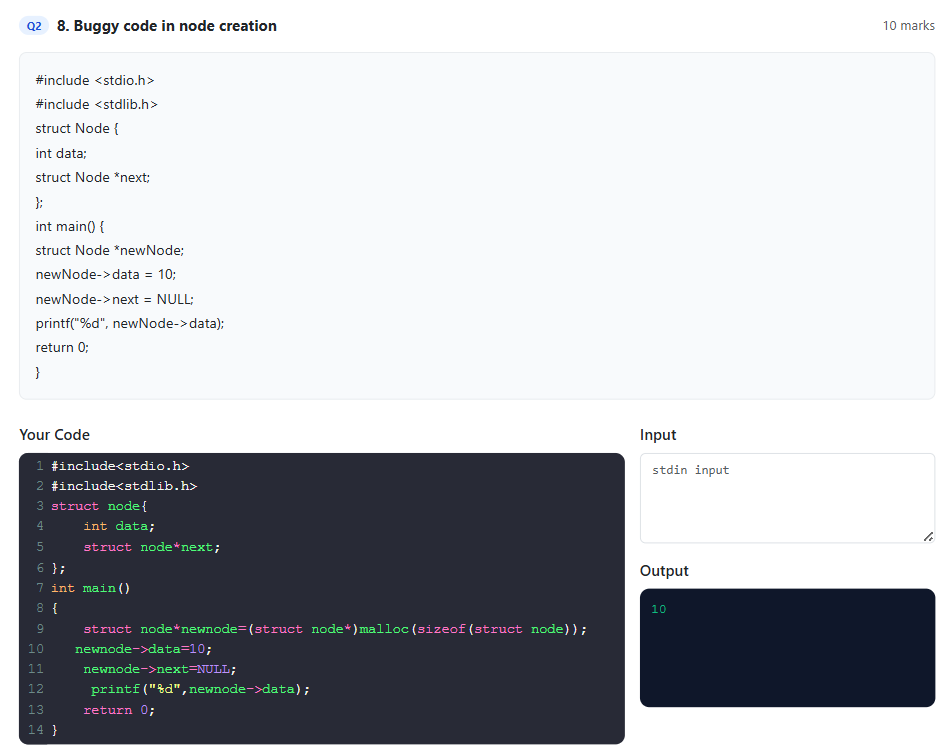 Q2 8. Buggy code in node creation 10 marks
#include <stdio.h>
#include <stdlib.h>
struct Node {
int data;
struct Node *next;
};
int main() {
struct Node *newNode;
newNode->data = 10;
newNode->next = NULL;
printf("%d", newNode->data);
return 0;
}
Your Code
1 #include<stdio.h>
2 #include<stdlib.h>
3 struct node{
4     int data;
5     struct node*next;
6 };
7 int main()
8 {
9     struct node*newnode=(struct node*)malloc(sizeof(struct node));
10    newnode->data=10;
11     newnode->next=NULL;
12      printf("%d",newnode->data);
13     return 0;
14 }
Input
stdin input
Output
10